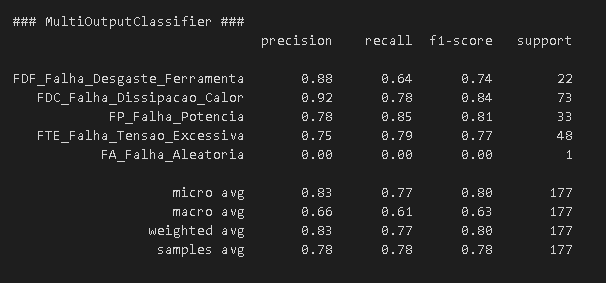 ### MultiOutputClassifier ###
precision recall f1-score support
FDF_Falha_Desgaste_Ferramenta 0.88 0.64 0.74 22
FDC_Falha_Dissipacao_Calor 0.92 0.78 0.84 73
FP_Falha_Potencia 0.78 0.85 0.81 33
FTE_Falha_Tensao_Excessiva 0.75 0.79 0.77 48
FA_Falha_Aleatoria 0.00 0.00 0.00 1
micro avg 0.83 0.77 0.80 177
macro avg 0.66 0.61 0.63 177
weighted avg 0.83 0.77 0.80 177
samples avg 0.78 0.78 0.78 177